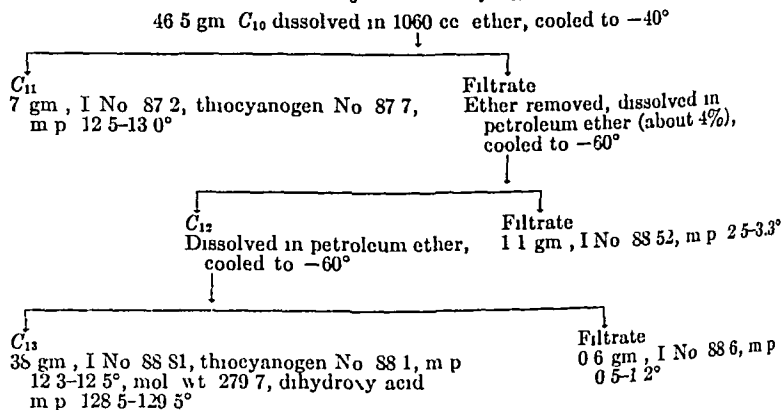 46 5 gm C10 dissolved in 1060 cc ether, cooled to −40°
C11
7 gm , I No 87 2, thiocyanogen No 87 7,
m p 12 5–13 0°
Filtrate
Ether removed, dissolved in
petroleum ether (about 4%),
cooled to −60°
C12
Dissolved in petroleum ether,
cooled to −60°
Filtrate
1 1 gm , I No 88 52, m p 2 5–3.3°
C13
38 gm , I No 88 81, thiocyanogen No 88 1, m p
12 3–12 5°, mol wt 279 7, dihydroxy acid
m p 128 5–129 5°
Filtrate
0 6 gm , I No 88 6, m p
0 5–1 2°